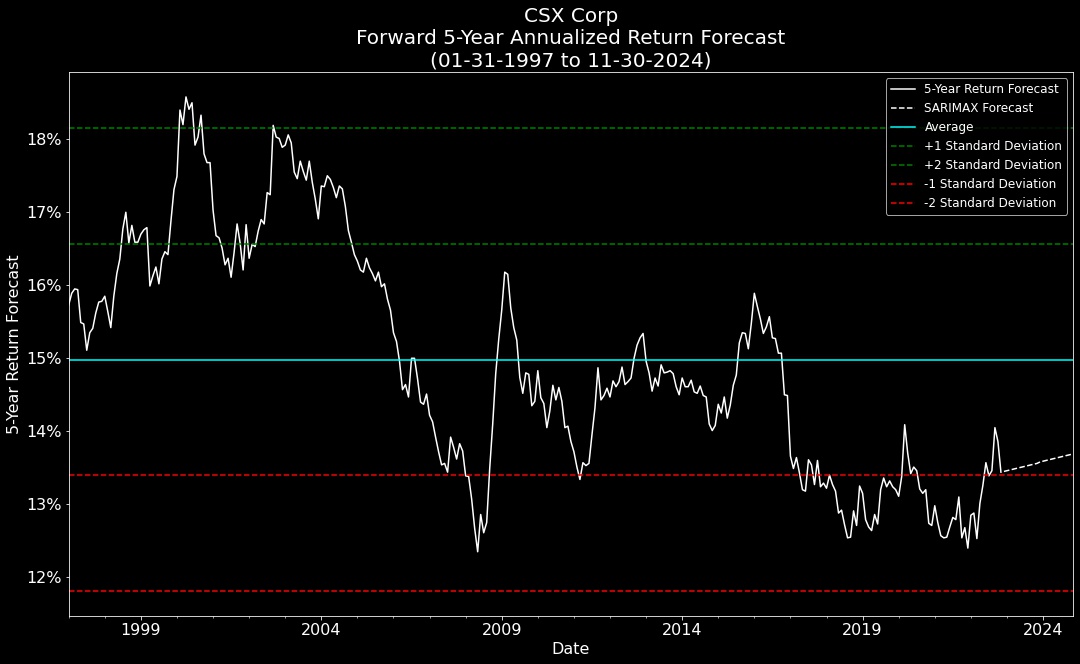 CSX Corp
Forward 5-Year Annualized Return Forecast
(01-31-1997 to 11-30-2024)
5-Year Return Forecast
SARIMAX Forecast
Average
+1 Standard Deviation
+2 Standard Deviation
-1 Standard Deviation
-2 Standard Deviation
5-Year Return Forecast
18%
17%
16%
15%
14%
13%
12%
1999
2004
2009
2014
2019
2024
Date